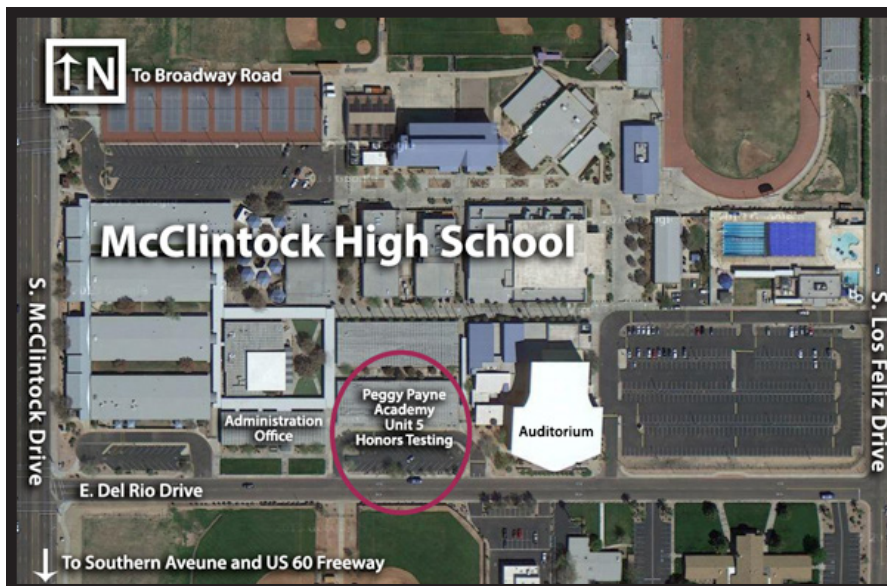 N
To Broadway Road
McClintock High School
S. McClintock Drive
S. Los Feliz Drive
Peggy Payne
Academy
Unit 5
Honors Testing
Administration
Office
Auditorium
E. Del Rio Drive
To Southern Aveune and US 60 Freeway